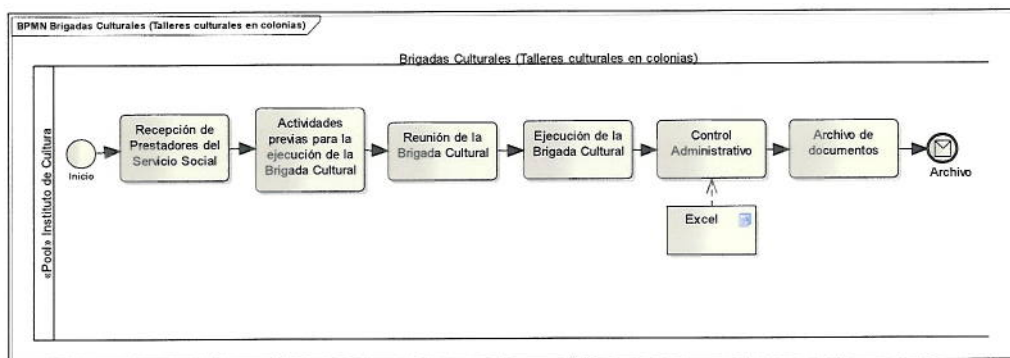 BPMN Brigadas Culturales (Talleres culturales en colonias)
Brigadas Culturales (Talleres culturales en colonias)
«Pool» Instituto de Cultura
Inicio
Recepción de
Prestadores del
Servicio Social
Actividades
previas para la
ejecución de la
Brigada Cultural
Reunión de la
Brigada Cultural
Ejecución de la
Brigada Cultural
Control
Administrativo
Archivo de
documentos
Archivo
Excel